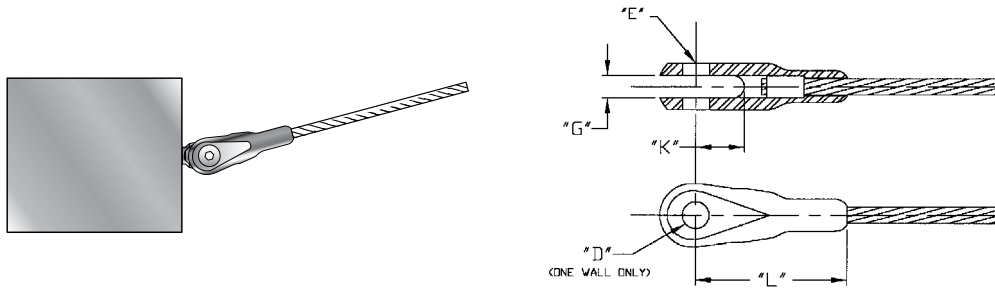 "E"
"G"
"K"
"D"
(ONE WALL ONLY)
"L"